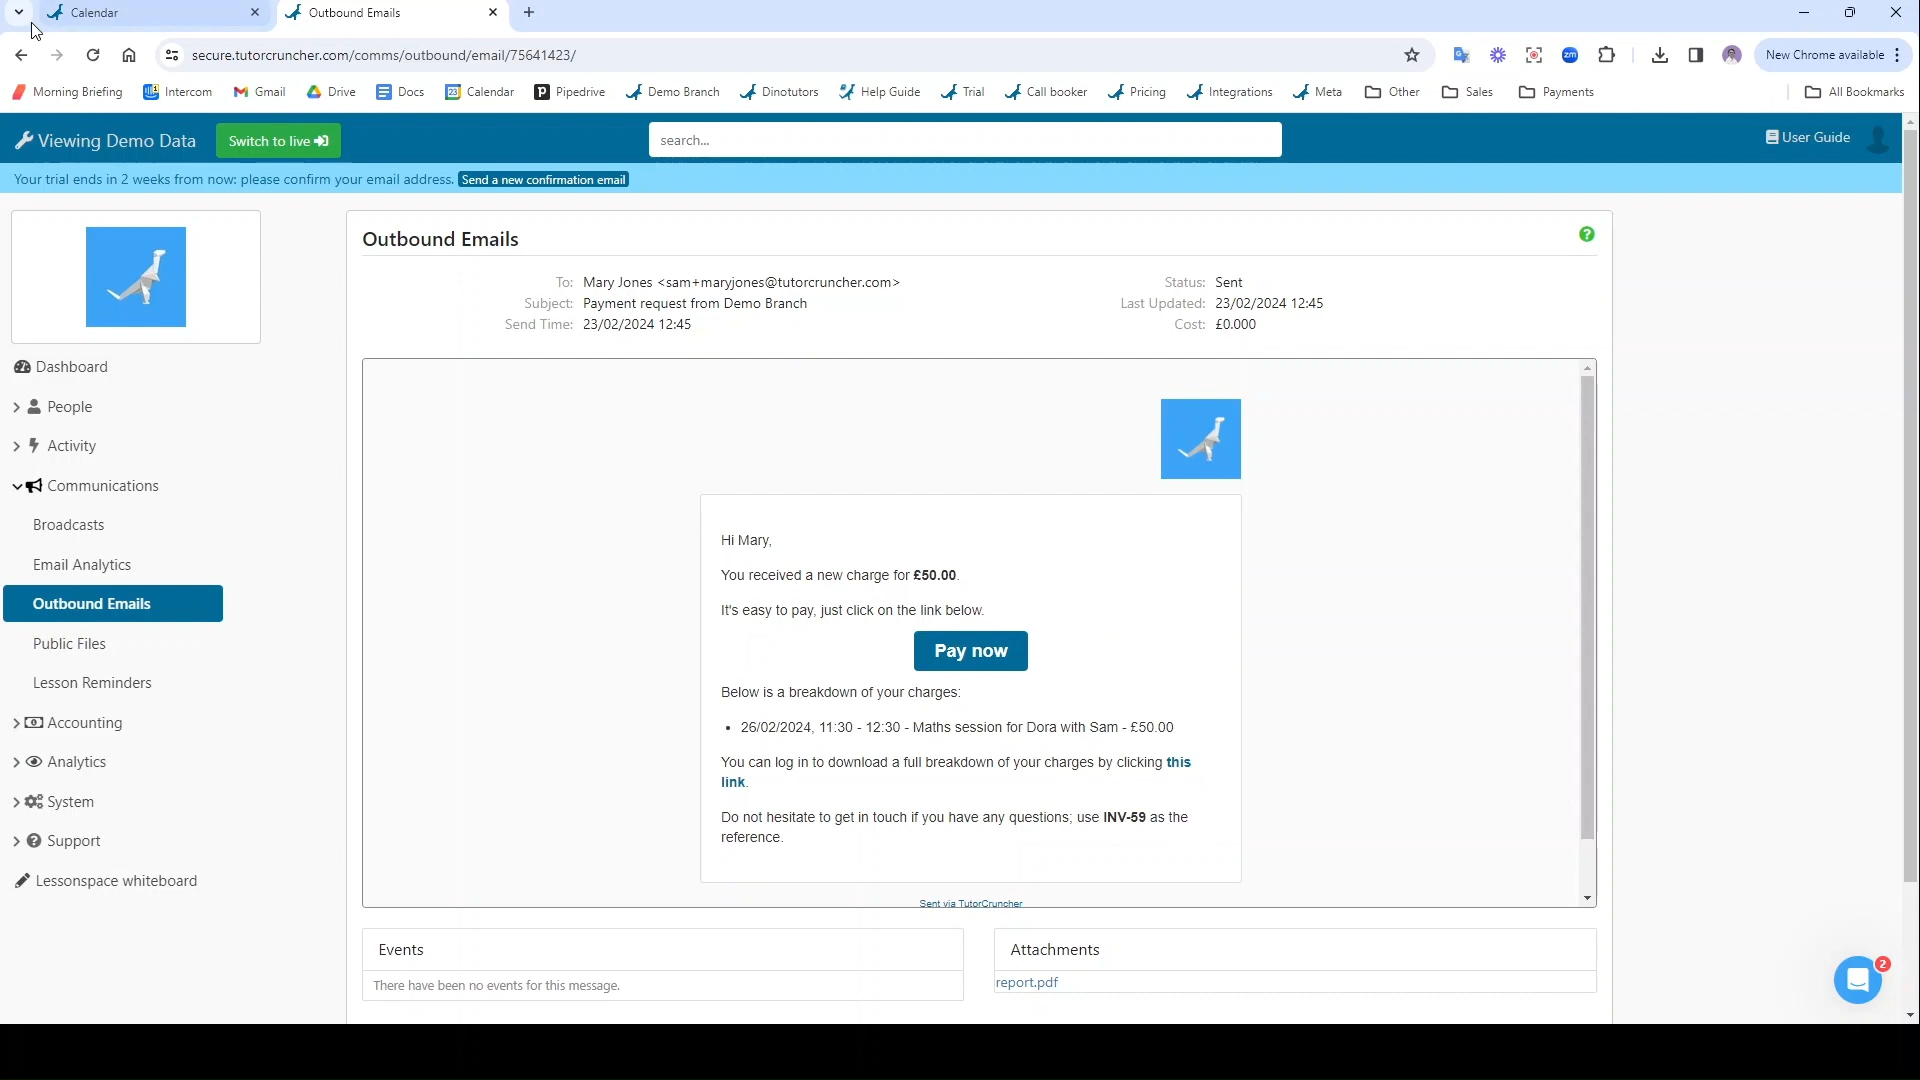 Calendar
Outbound Emails
secure.tutorcruncher.com/comms/outbound/email/75641423/
zm
New Chrome available
Morning Briefing
Intercom
Gmail
Drive
Docs
23 Calendar
Pipedrive
Demo Branch
Dinotutors
Help Guide
Trial
Call booker
Pricing
Integrations
Meta
Other
Sales
Payments
All Bookmarks
Viewing Demo Data
Switch to live
search...
User Guide
Your trial ends in 2 weeks from now: please confirm your email address. Send a new confirmation email
Dashboard
People
Activity
Communications
Broadcasts
Email Analytics
Outbound Emails
Public Files
Lesson Reminders
Accounting
Analytics
System
Support
Lessonspace whiteboard
Outbound Emails
To: Mary Jones <sam+maryjones@tutorcruncher.com>
Subject: Payment request from Demo Branch
Send Time: 23/02/2024 12:45
Status: Sent
Last Updated: 23/02/2024 12:45
Cost: £0.000
Hi Mary,
You received a new charge for £50.00.
It's easy to pay, just click on the link below.
Pay now
Below is a breakdown of your charges:
• 26/02/2024, 11:30 - 12:30 - Maths session for Dora with Sam - £50.00
You can log in to download a full breakdown of your charges by clicking this
link.
Do not hesitate to get in touch if you have any questions; use INV-59 as the
reference.
Sent via TutorCruncher
Events
There have been no events for this message.
Attachments
report.pdf
2